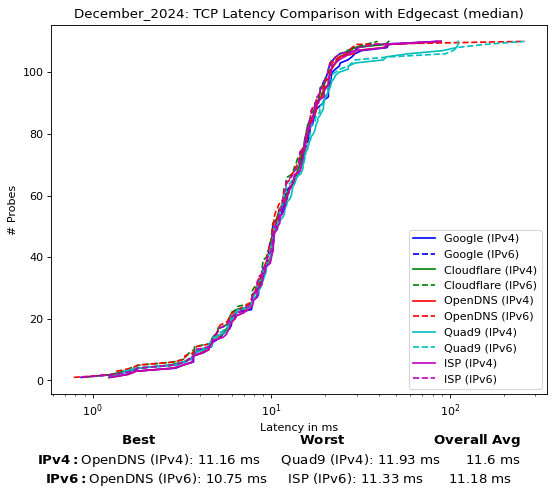 December_2024: TCP Latency Comparison with Edgecast (median)
# Probes
100
80
60
40
20
0
Google (IPv4)
Google (IPv6)
Cloudflare (IPv4)
Cloudflare (IPv6)
OpenDNS (IPv4)
OpenDNS (IPv6)
Quad9 (IPv4)
Quad9 (IPv6)
ISP (IPv4)
ISP (IPv6)
10⁰ 10¹ 10²
Latency in ms
Best Worst Overall Avg
IPv4: OpenDNS (IPv4): 11.16 ms Quad9 (IPv4): 11.93 ms 11.6 ms
IPv6: OpenDNS (IPv6): 10.75 ms ISP (IPv6): 11.33 ms 11.18 ms